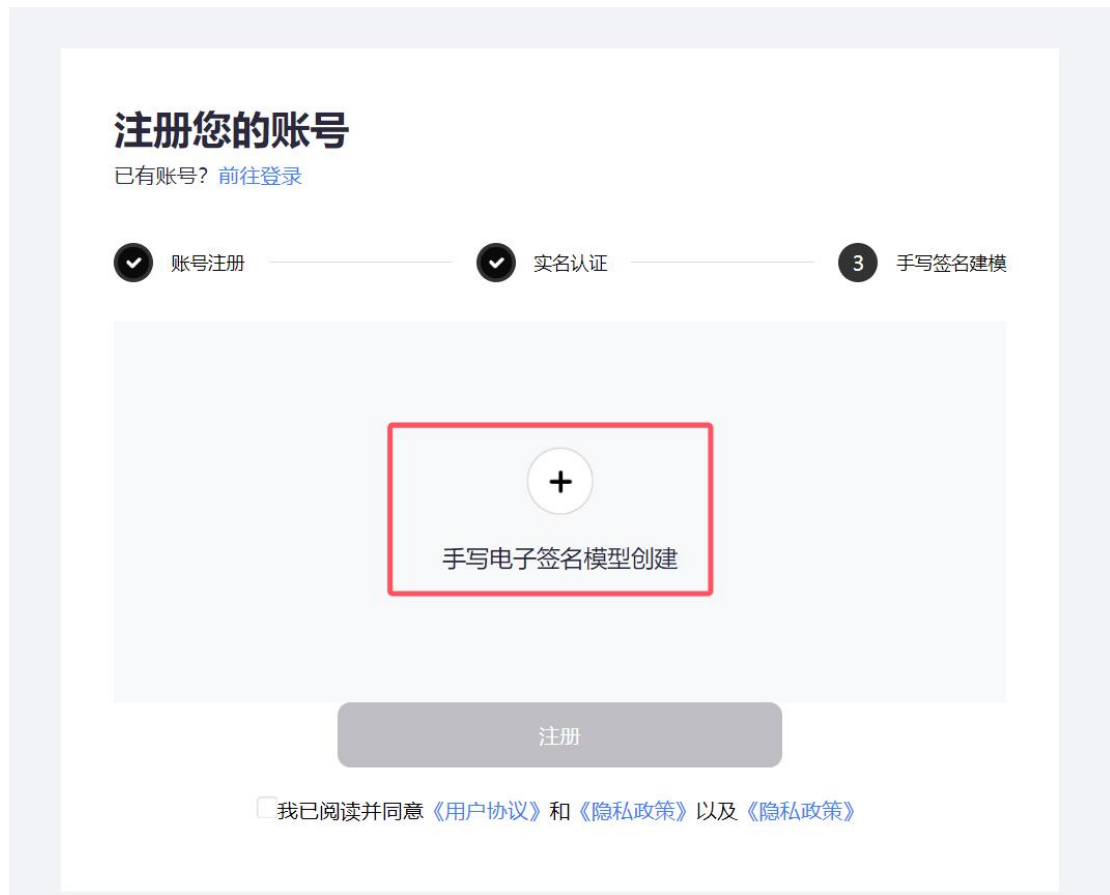 注册您的账号
已有账号？前往登录
账号注册 实名认证 3 手写签名建模
手写电子签名模型创建
注册
我已阅读并同意《用户协议》和《隐私政策》以及《隐私政策》